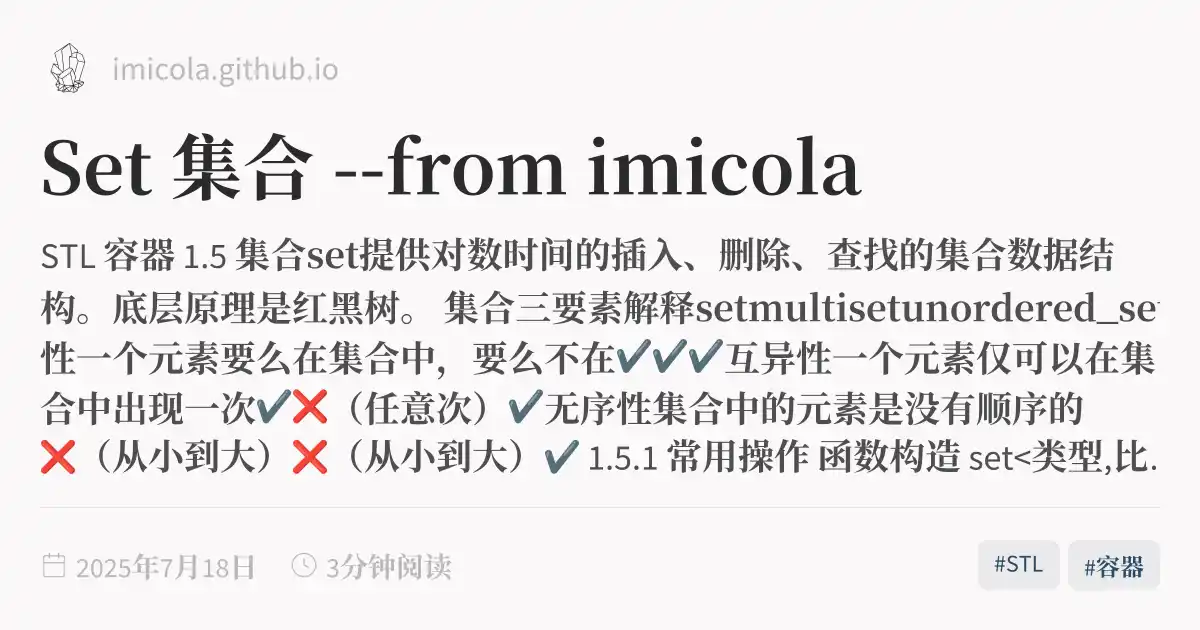 imicola.github.io
Set 集合 --from imicola
STL 容器 1.5 集合set提供对数时间的插入、删除、查找的集合数据结
构。底层原理是红黑树。 集合三要素解释setmultisetunordered_se
性一个元素要么在集合中，要么不在✔✔✔互异性一个元素仅可以在集
合中出现一次✔❌（任意次）✔无序性集合中的元素是没有顺序的
❌（从小到大）❌（从小到大）✔ 1.5.1 常用操作 函数构造 set<类型,比.
2025年7月18日 3分钟阅读 #STL #容器